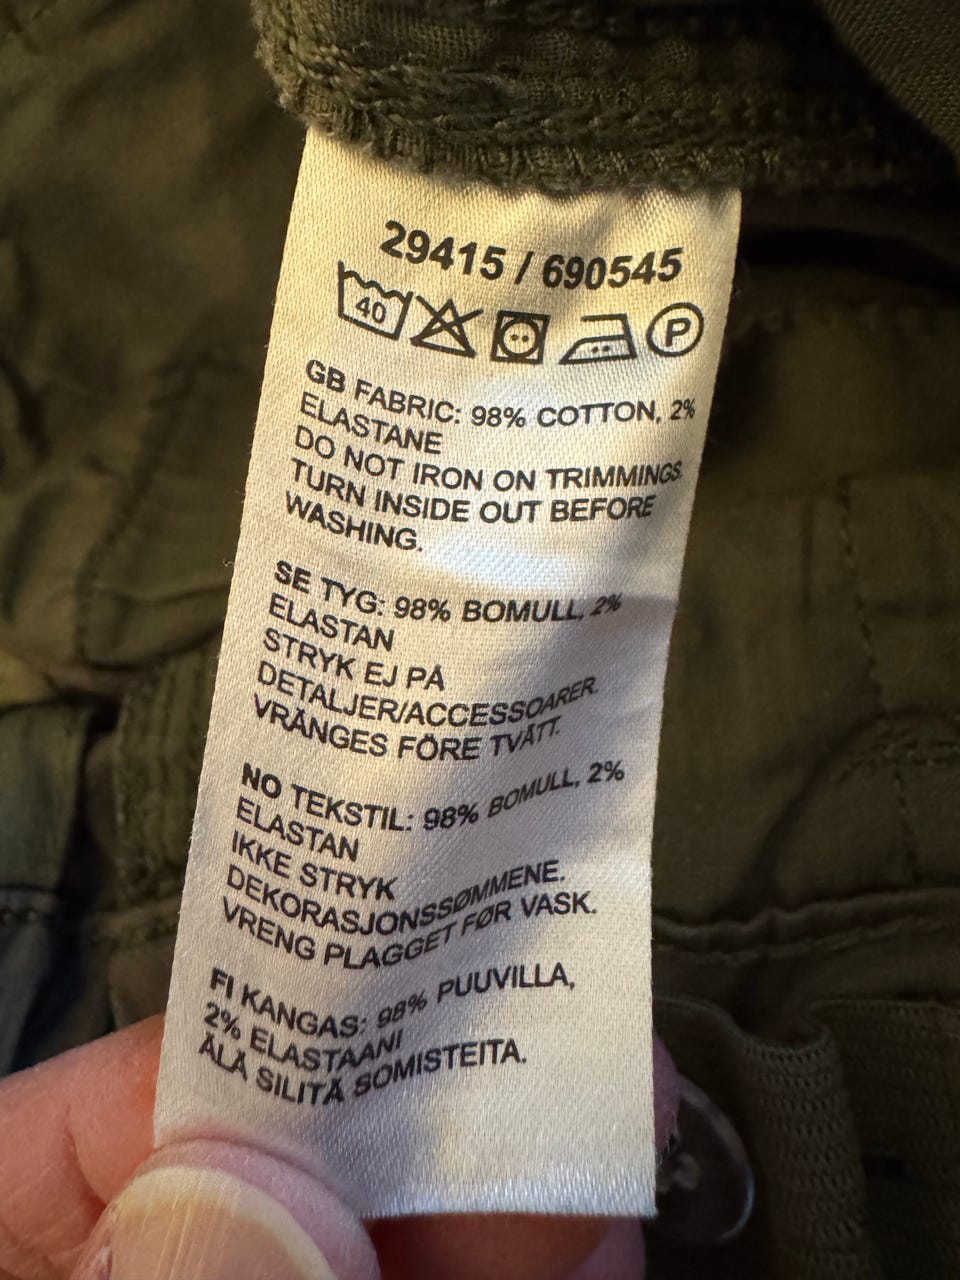 29415 / 690545
40 P
GB FABRIC: 98% COTTON, 2%
ELASTANE
DO NOT IRON ON TRIMMINGS.
TURN INSIDE OUT BEFORE
WASHING.
SE TYG: 98% BOMULL, 2%
ELASTAN
STRYK EJ PÅ
DETALJER/ACCESSOARER.
VRÄNGES FÖRE TVÄTT.
NO TEKSTIL: 98% BOMULL, 2%
ELASTAN
IKKE STRYK
DEKORASJONSSØMMENE.
VRENG PLAGGET FØR VASK.
FI KANGAS: 98% PUUVILLA,
2% ELASTAANI
ÄLÄ SILITÄ SOMISTEITA.